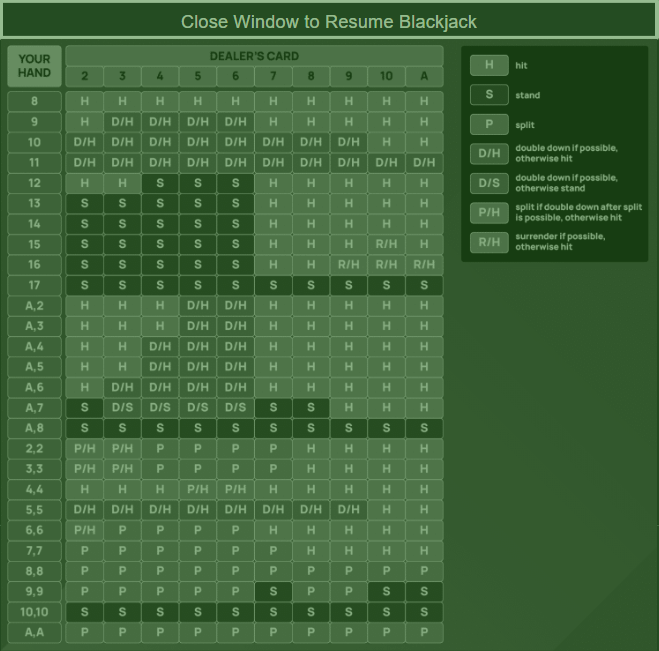 Close Window to Resume Blackjack
YOUR HAND DEALER'S CARD
2 3 4 5 6 7 8 9 10 A
8 H H H H H H H H H H
9 H D/H D/H D/H D/H H H H H H
10 D/H D/H D/H D/H D/H D/H D/H D/H H H
11 D/H D/H D/H D/H D/H D/H D/H D/H D/H D/H
12 H H S S S H H H H H
13 S S S S S H H H H H
14 S S S S S H H H H H
15 S S S S S H H H R/H H
16 S S S S S H H R/H R/H R/H
17 S S S S S S S S S S
A,2 H H H D/H D/H H H H H H
A,3 H H H D/H D/H H H H H H
A,4 H H D/H D/H D/H H H H H H
A,5 H H D/H D/H D/H H H H H H
A,6 H D/H D/H D/H D/H H H H H H
A,7 S D/S D/S D/S D/S S S H H H
A,8 S S S S S S S S S S
2,2 P/H P/H P P P P H H H H
3,3 P/H P/H P P P P H H H H
4,4 H H H P/H P/H H H H H H
5,5 D/H D/H D/H D/H D/H D/H D/H D/H H H
6,6 P/H P P P P H H H H H
7,7 P P P P P P H H H H
8,8 P P P P P P P P P P
9,9 P P P P P S P P S S
10,10 S S S S S S S S S S
A,A P P P P P P P P P P
H hit
S stand
P split
D/H double down if possible,
otherwise hit
D/S double down if possible,
otherwise stand
P/H split if double down after split
is possible, otherwise hit
R/H surrender if possible,
otherwise hit